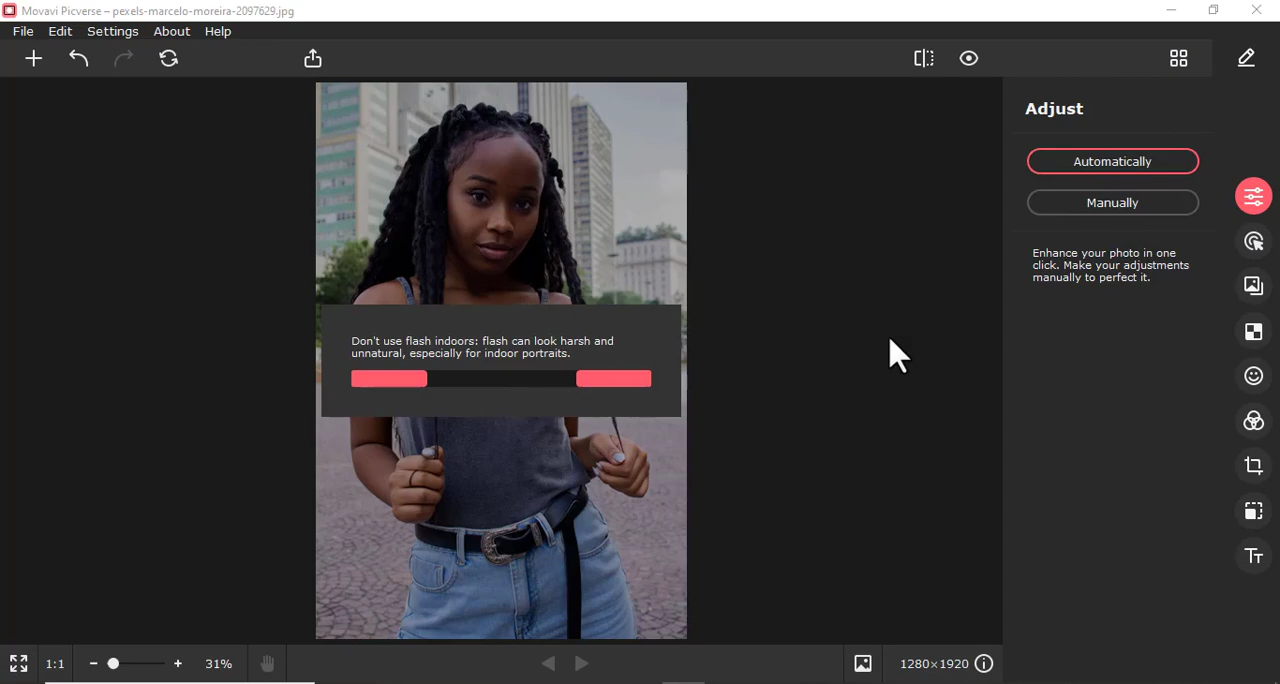 Movavi Picverse – pexels-marcelo-moreira-2097629.jpg
File Edit Settings About Help
Adjust
Automatically
Manually
Enhance your photo in one
click. Make your adjustments
manually to perfect it.
Don't use flash indoors: flash can look harsh and
unnatural, especially for indoor portraits.
1:1 31% 1280×1920